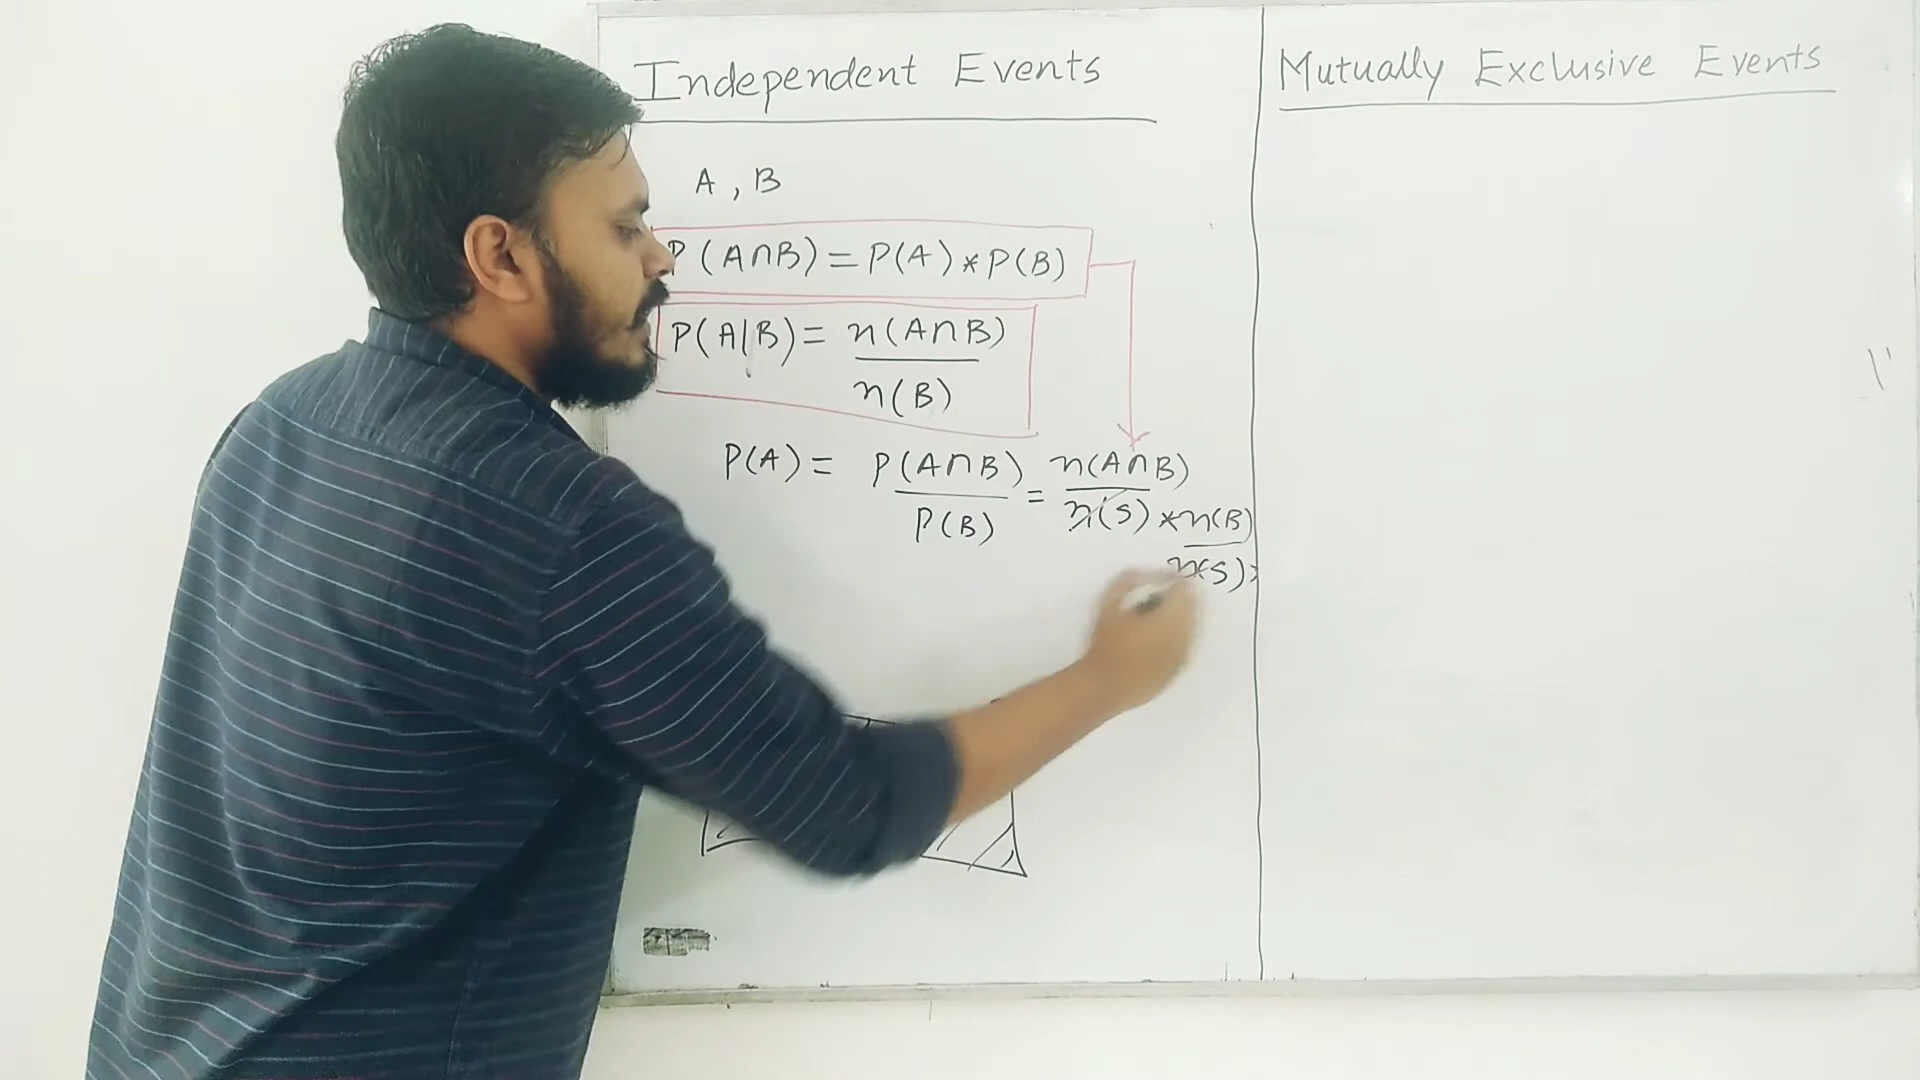 Independent Events
A , B
P (A∩B) = P(A) * P(B)
P(A|B) = n(A∩B)
n(B)
P(A) = P(A∩B) = n(A∩B)
P(B) n(S) * n(B)
n(S)
Mutually Exclusive Events